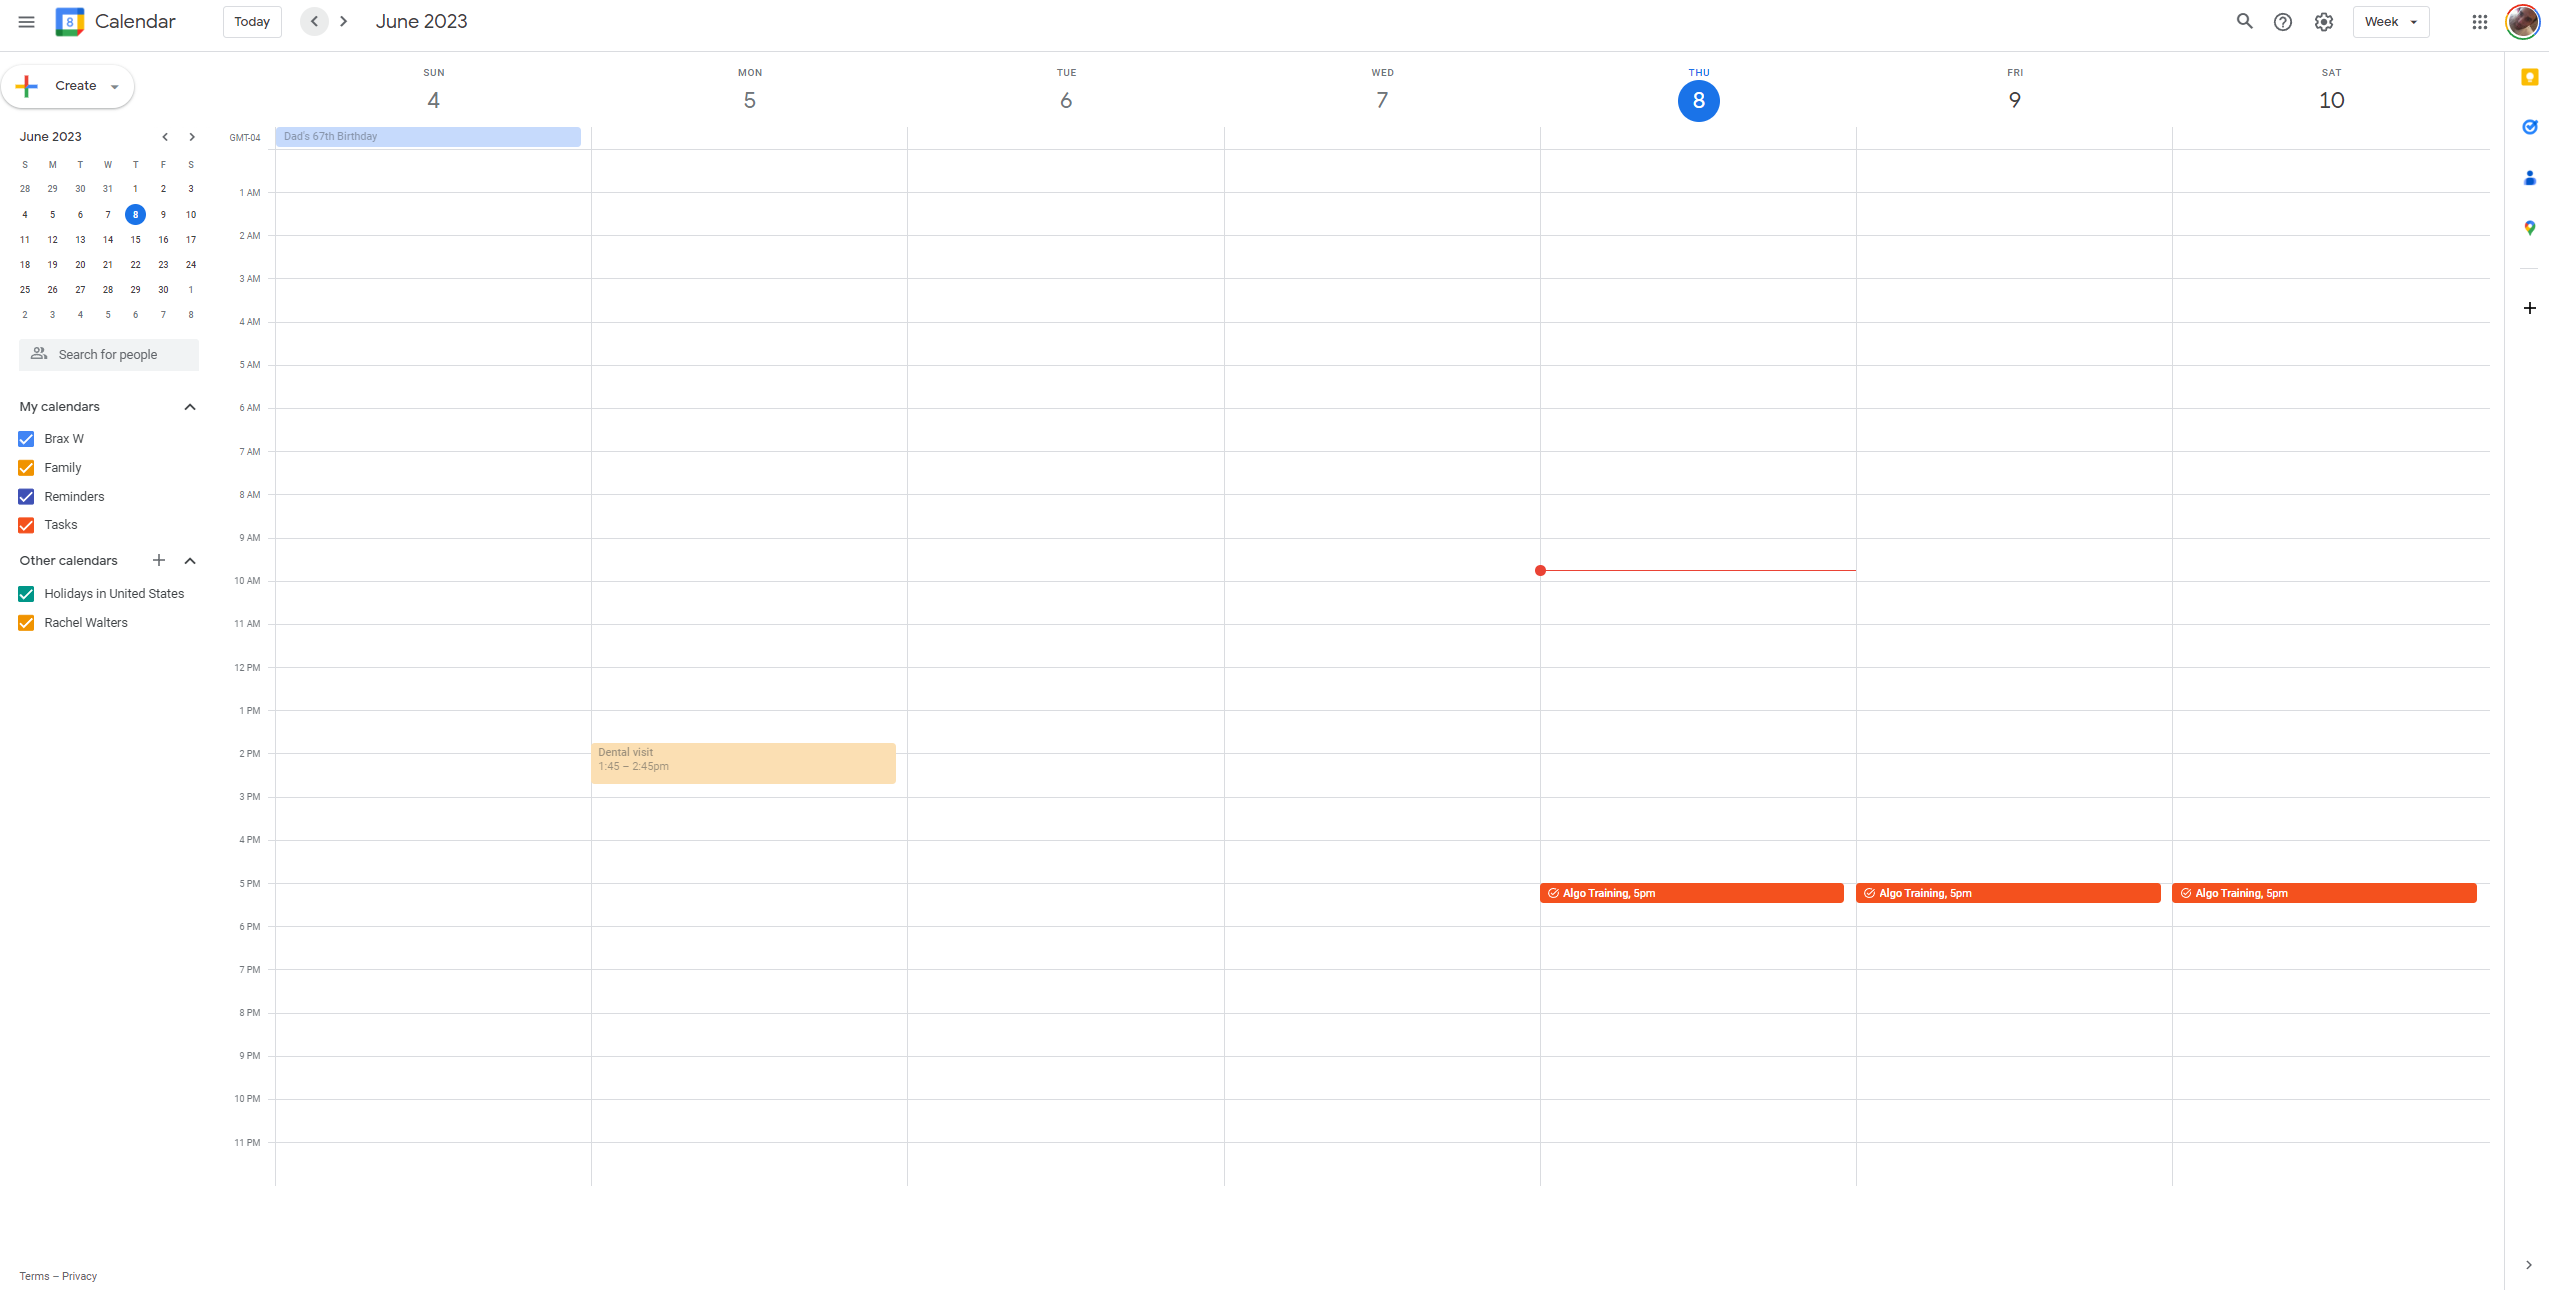 8 Calendar Today June 2023 Week
Create
June 2023
S M T W T F S
28 29 30 31 1 2 3
4 5 6 7 8 9 10
11 12 13 14 15 16 17
18 19 20 21 22 23 24
25 26 27 28 29 30 1
2 3 4 5 6 7 8
Search for people
My calendars
Brax W
Family
Reminders
Tasks
Other calendars
Holidays in United States
Rachel Walters
Terms – Privacy
SUN MON TUE WED THU FRI SAT
4 5 6 7 8 9 10
GMT-04 Dad's 67th Birthday
1 AM
2 AM
3 AM
4 AM
5 AM
6 AM
7 AM
8 AM
9 AM
10 AM
11 AM
12 PM
1 PM
2 PM
Dental visit
1:45 – 2:45pm
3 PM
4 PM
5 PM
Algo Training, 5pm Algo Training, 5pm Algo Training, 5pm
6 PM
7 PM
8 PM
9 PM
10 PM
11 PM